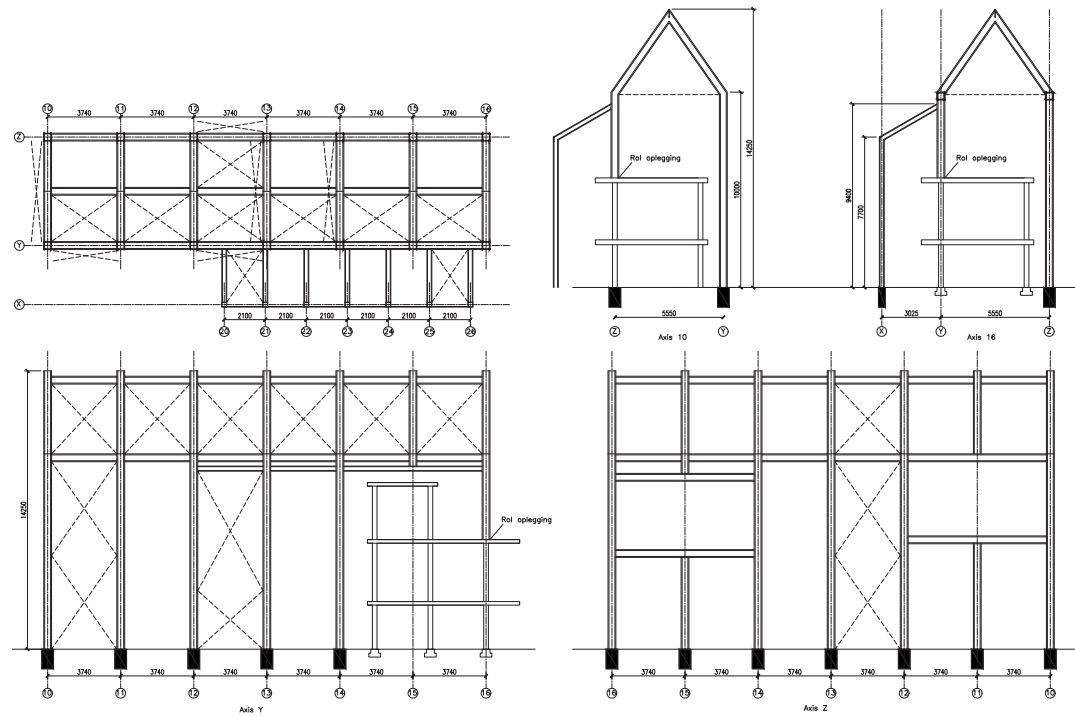 10 11 12 13 14 15 16
3740 3740 3740 3740 3740 3740
Z
Y
X
2100 2100 2100 2100 2100 2100
20 21 22 23 24 25 26
Rol oplegging
10000
14250
5550
Z Y
Axis 10
Rol oplegging
9400
7700
3025 5550
X Y Z
Axis 16
14250
Rol oplegging
3740 3740 3740 3740 3740 3740
10 11 12 13 14 15 16
Axis Y
3740 3740 3740 3740 3740 3740
16 15 14 13 12 11 10
Axis Z